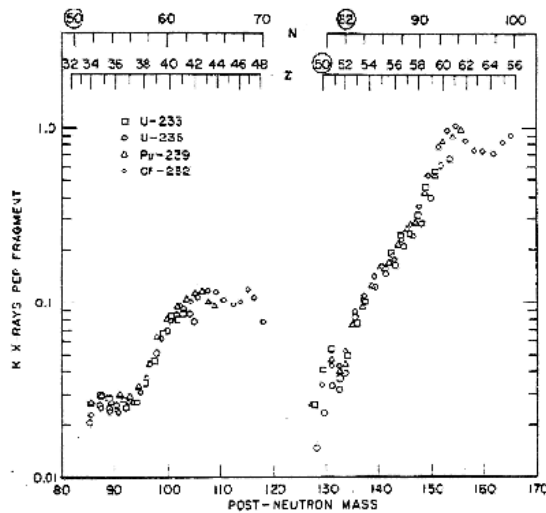 50 60 70 N 82 90 100
32 34 36 38 40 42 44 46 48 Z 50 52 54 56 58 60 62 64 66
1.0
U-233
U-235
Pu-239
Cf-252
K X RAYS PER FRAGMENT
0.1
0.01
80 90 100 110 120 130 140 150 160 170
POST-NEUTRON MASS